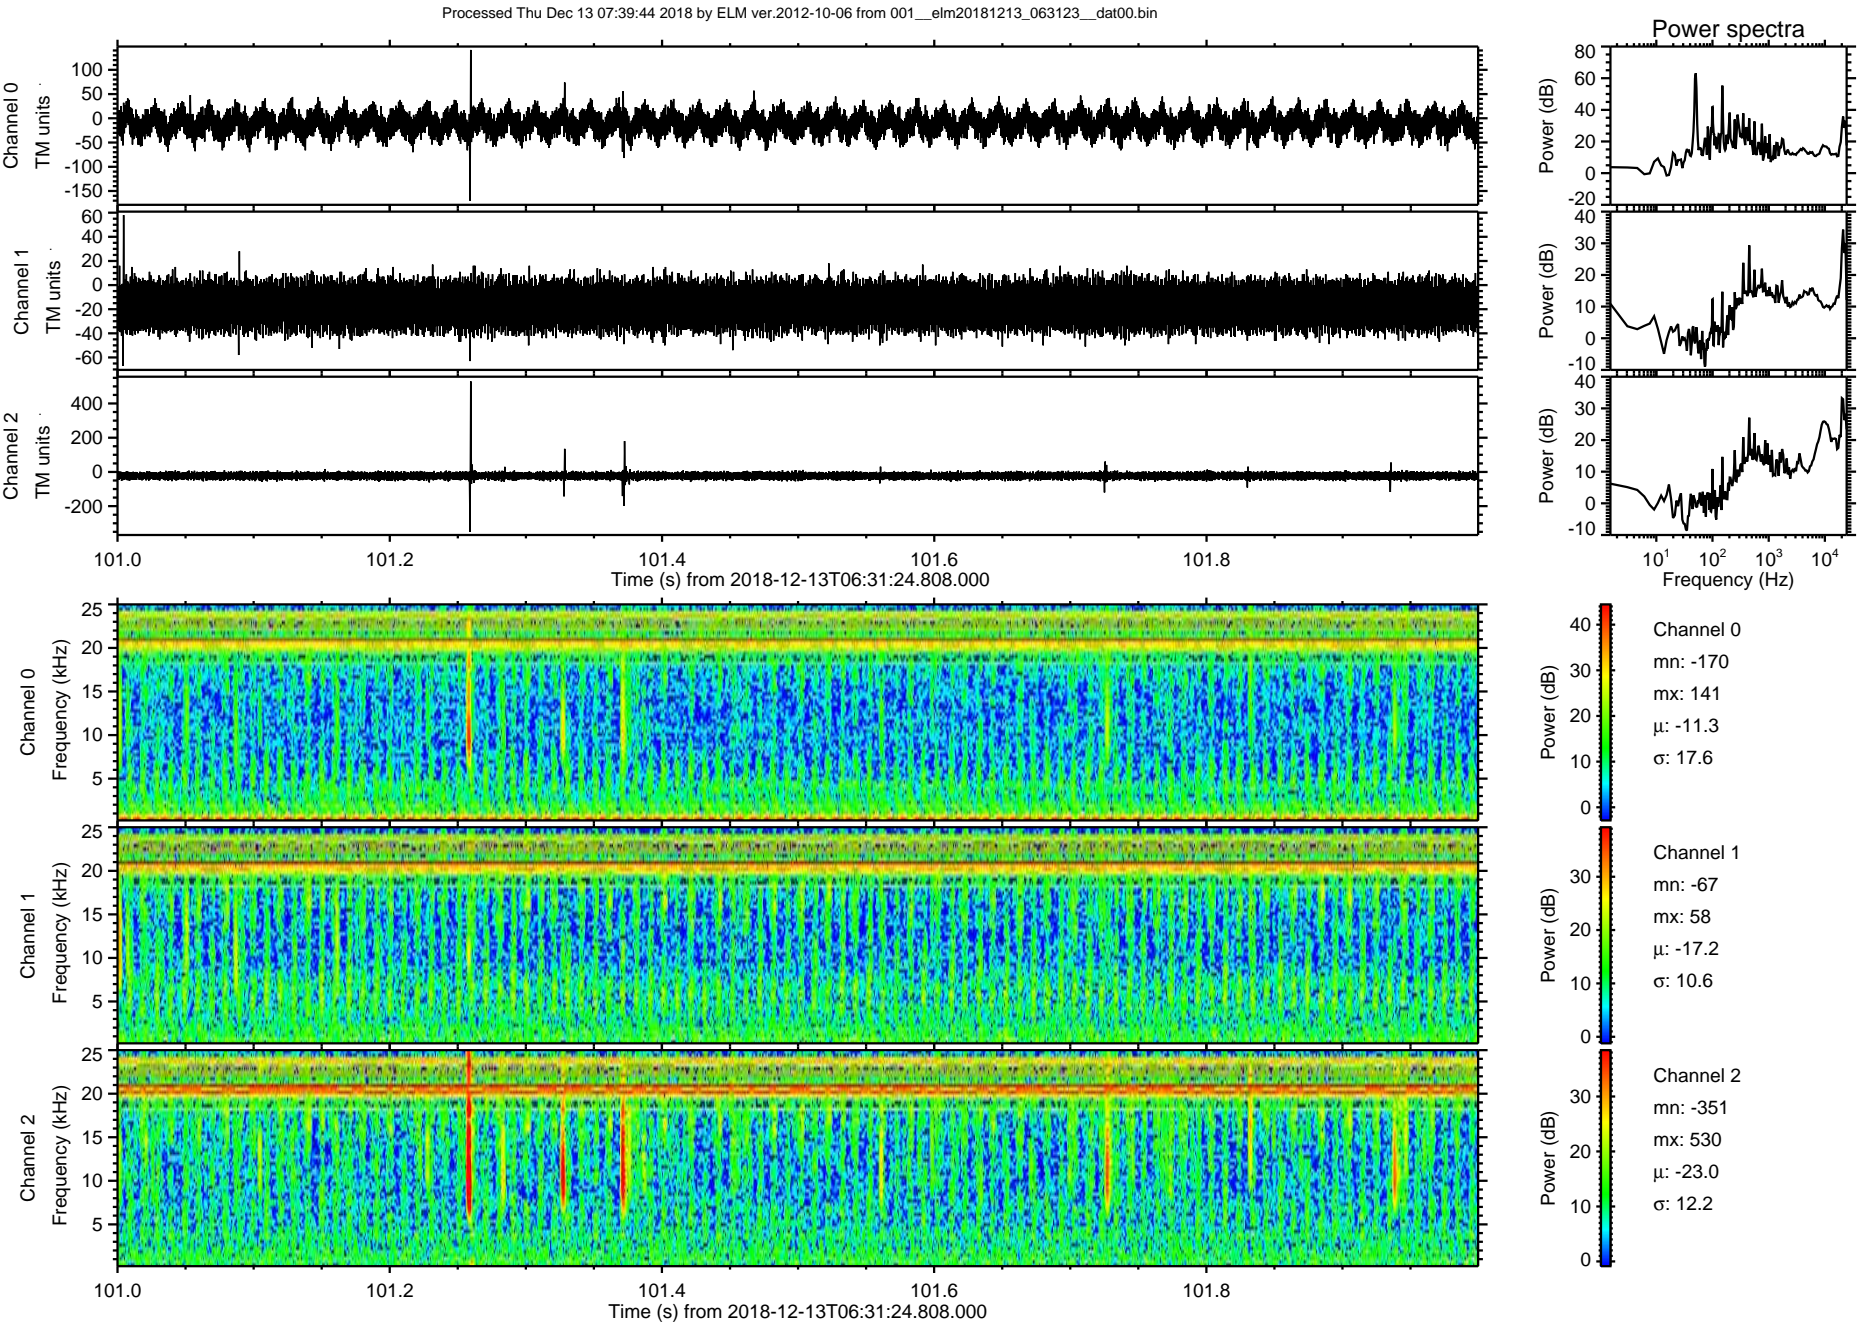 Processed Thu Dec 13 07:39:44 2018 by ELM ver.2012-10-06 from 001__elm20181213_063123__dat00.bin
Power spectra
Channel 0
TM units
100
50
0
-50
-100
-150
Power (dB)
80
60
40
20
0
-20
Channel 1
TM units
60
40
20
0
-20
-40
-60
Power (dB)
40
30
20
10
0
-10
Channel 2
TM units
400
200
0
-200
Power (dB)
40
30
20
10
0
-10
101.0 101.2 101.4 101.6 101.8
Time (s) from 2018-12-13T06:31:24.808.000
10¹ 10² 10³ 10⁴
Frequency (Hz)
Channel 0
Frequency (kHz)
25
20
15
10
5
Power (dB)
40
30
20
10
0
Channel 0
mn: -170
mx: 141
μ: -11.3
σ: 17.6
Channel 1
Frequency (kHz)
25
20
15
10
5
Power (dB)
30
20
10
0
Channel 1
mn: -67
mx: 58
μ: -17.2
σ: 10.6
Channel 2
Frequency (kHz)
25
20
15
10
5
Power (dB)
30
20
10
0
Channel 2
mn: -351
mx: 530
μ: -23.0
σ: 12.2
101.0 101.2 101.4 101.6 101.8
Time (s) from 2018-12-13T06:31:24.808.000